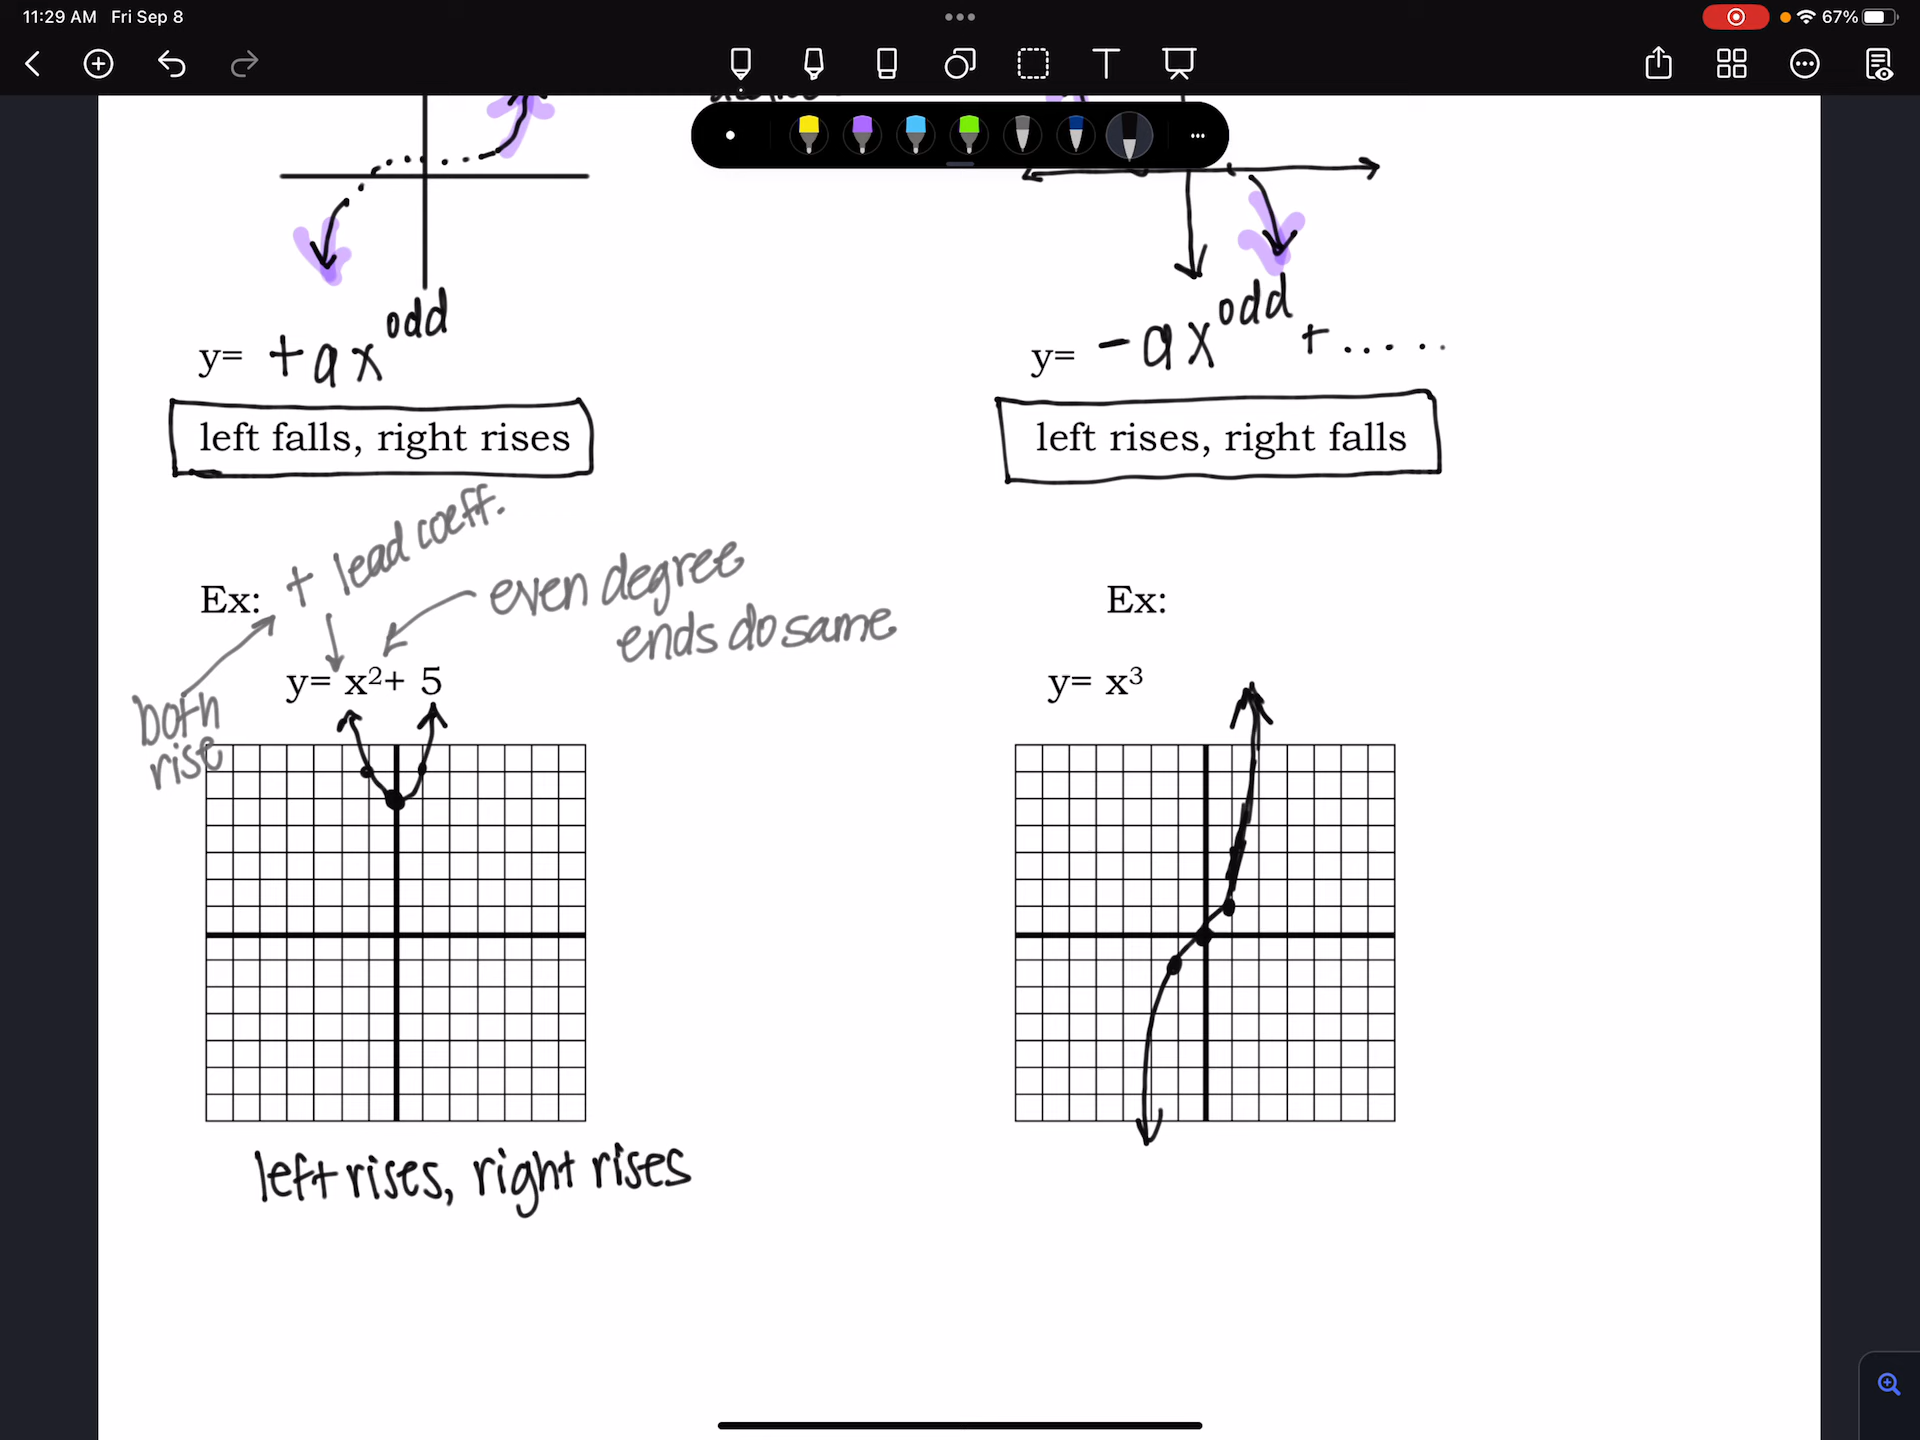 11:29 AM Fri Sep 8
67%
T
y= +ax^odd
y= -ax^odd + .....
left falls, right rises
left rises, right falls
+ lead coeff.
Ex:
even degree
ends do same
Ex:
y= x²+ 5
y= x³
both
rise
left rises, right rises